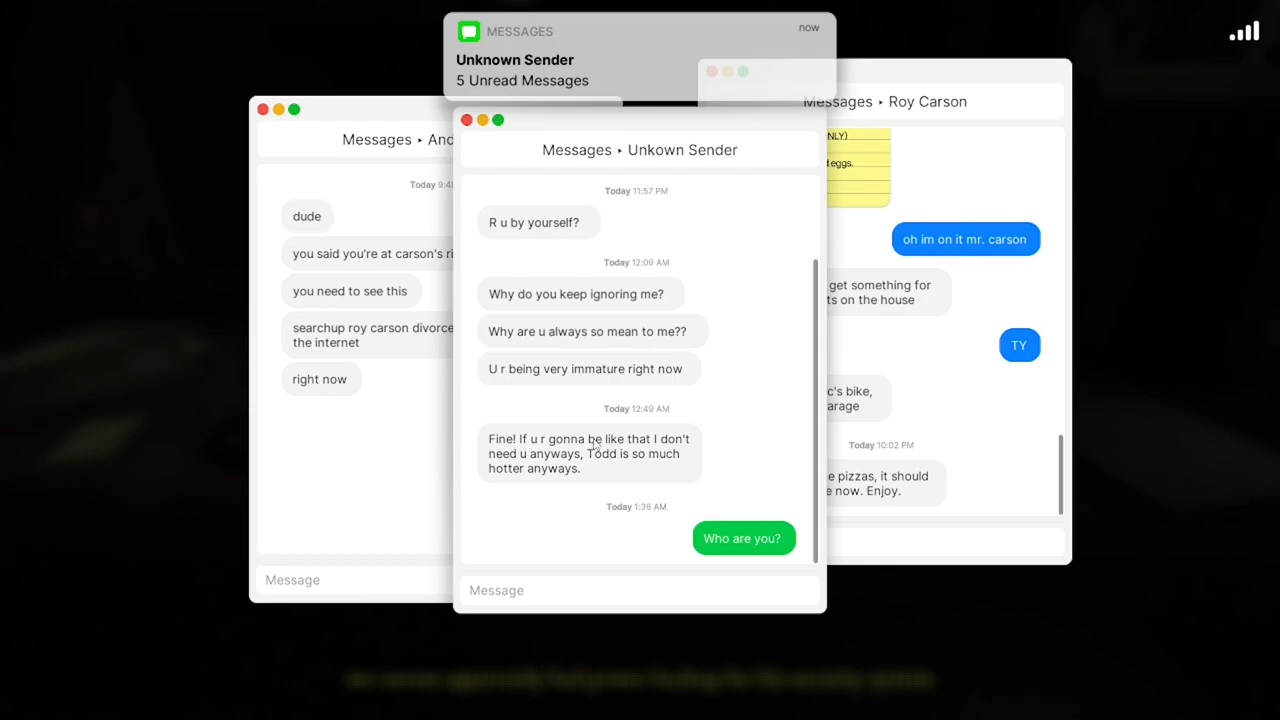 MESSAGES
now
Unknown Sender
5 Unread Messages
Messages ▸ And
Today 9:4
dude
you said you're at carson's ri
you need to see this
searchup roy carson divorce
the internet
right now
Message
Messages ▸ Unkown Sender
Today 11:57 PM
R u by yourself?
Today 12:09 AM
Why do you keep ignoring me?
Why are u always so mean to me??
U r being very immature right now
Today 12:49 AM
Fine! If u r gonna be like that I don't
need u anyways, Todd is so much
hotter anyways.
Today 1:36 AM
Who are you?
Message
Messages ▸ Roy Carson
NLY)
d eggs.
oh im on it mr. carson
get something for
ts on the house
TY
c's bike,
arage
Today 10:02 PM
e pizzas, it should
e now. Enjoy.